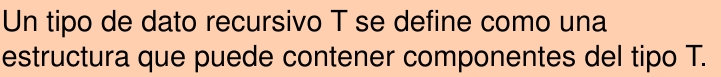 Un tipo de dato recursivo T se define como una
estructura que puede contener componentes del tipo T.